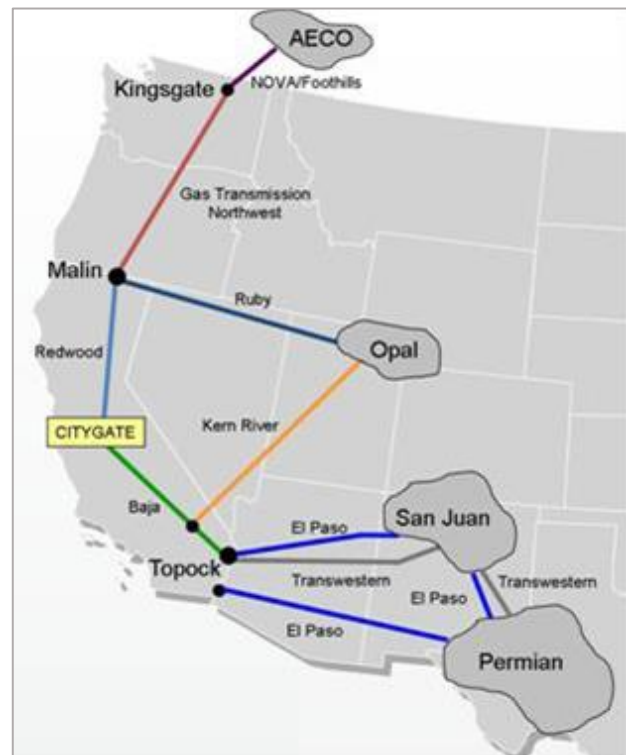 AECO
NOVA/Foothills
Kingsgate
Gas Transmission
Northwest
Malin
Ruby
Redwood
Opal
CITYGATE
Kern River
Baja
San Juan
El Paso
Topock
Transwestern
Transwestern
El Paso
El Paso
Permian